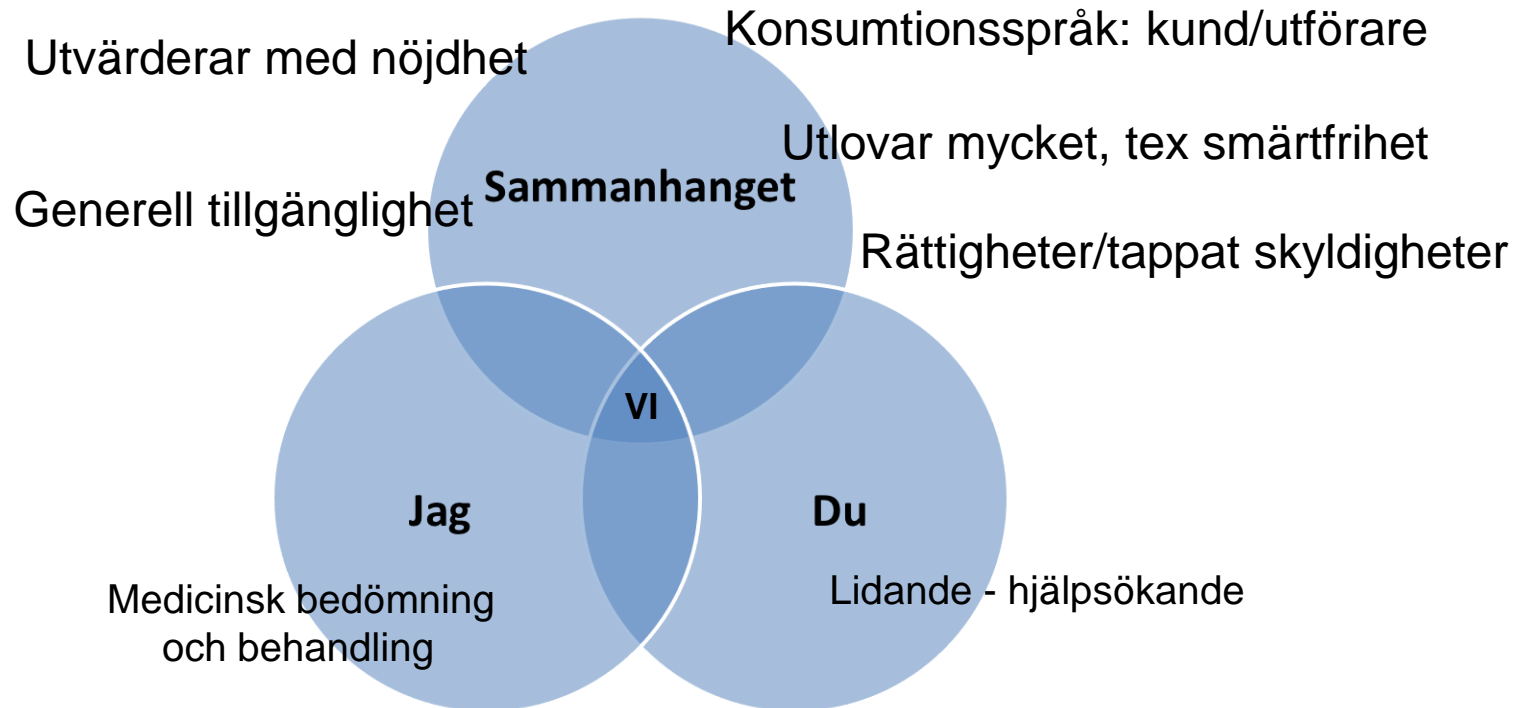 Konsumtionsspråk: kund/utförare
Utvärderar med nöjdhet
Utlovar mycket, tex smärtfrihet
Sammanhanget
Generell tillgänglighet
Rättigheter/tappat skyldigheter
VI
Jag
Du
Medicinsk bedömning
och behandling
Lidande - hjälpsökande